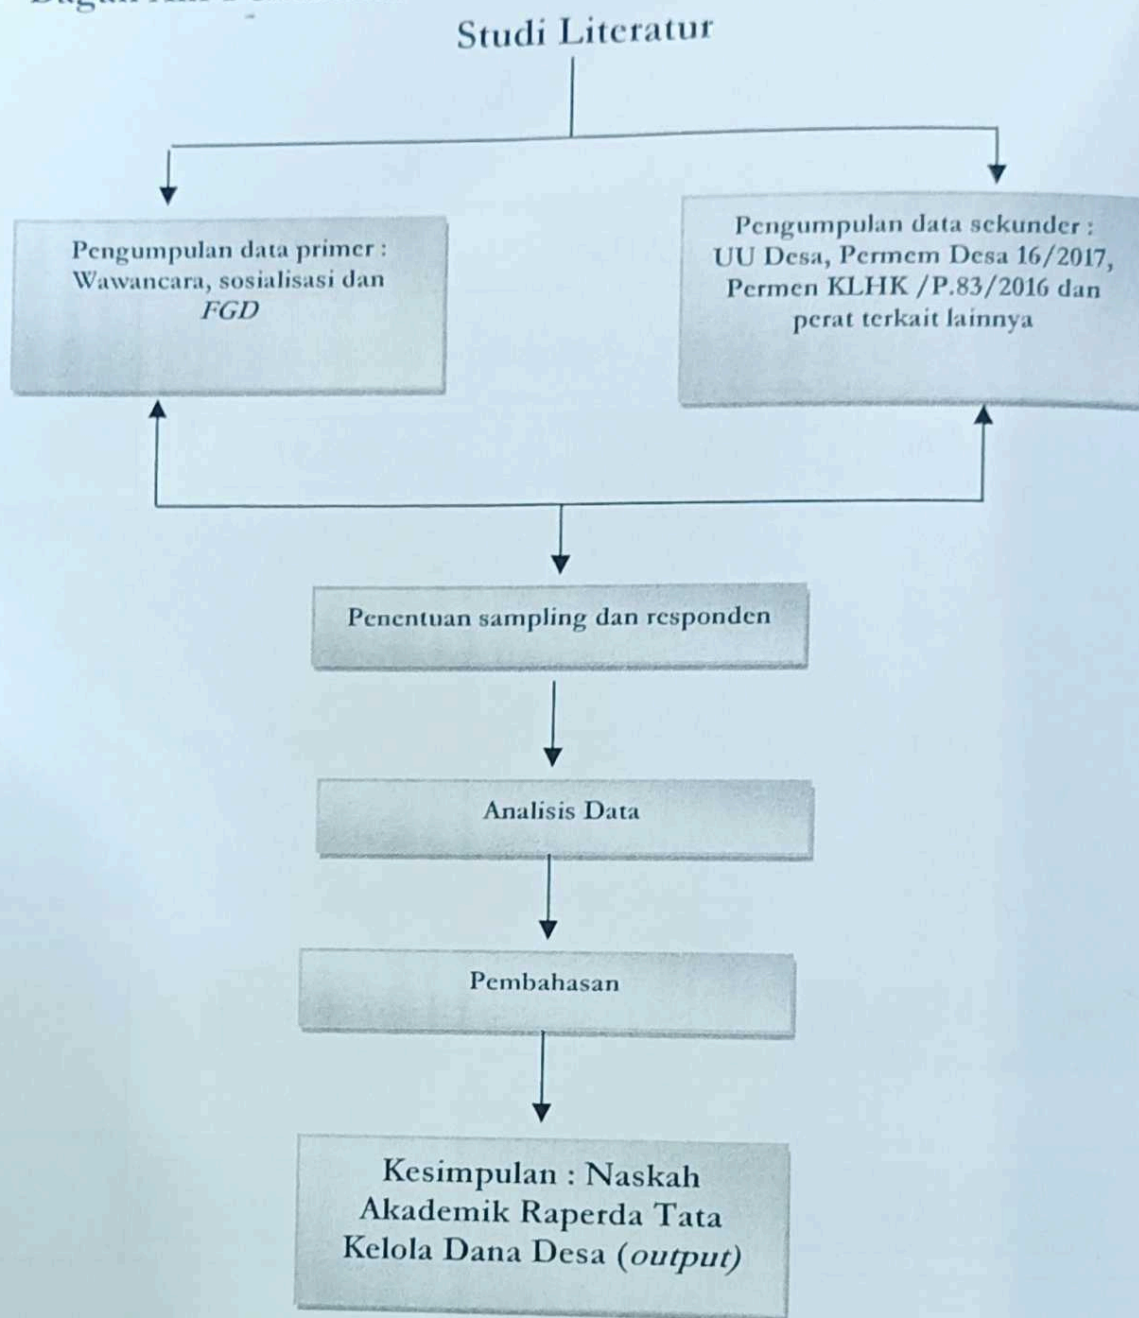 Studi Literatur
Pengumpulan data primer :
Wawancara, sosialisasi dan
FGD
Pengumpulan data sekunder :
UU Desa, Permem Desa 16/2017,
Permen KLHK /P.83/2016 dan
perat terkait lainnya
Penentuan sampling dan responden
Analisis Data
Pembahasan
Kesimpulan : Naskah
Akademik Raperda Tata
Kelola Dana Desa (output)